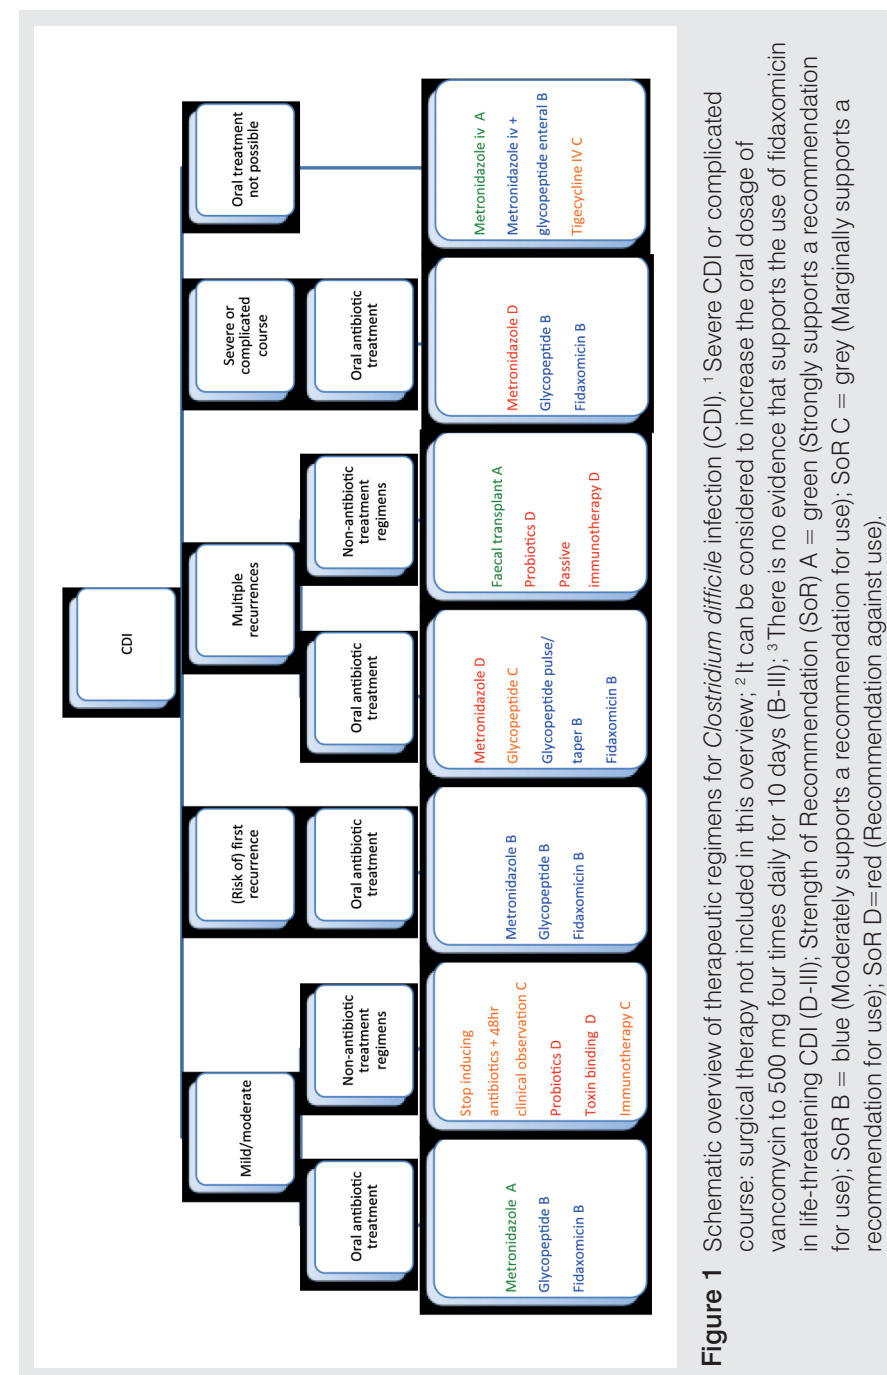 CDI
Mild/moderate
Oral antibiotic
treatment
Metronidazole A
Glycopeptide B
Fidaxomicin B
Non-antibiotic
treatment
regimens
Stop inducing
antibiotics + 48hr
clinical observation C
Probiotics D
Toxin binding D
Immunotherapy C
(Risk of) first
recurrence
Oral antibiotic
treatment
Metronidazole B
Glycopeptide B
Fidaxomicin B
Multiple
recurrences
Oral antibiotic
treatment
Metronidazole D
Glycopeptide C
Glycopeptide pulse/
taper B
Fidaxomicin B
Non-antibiotic
treatment
regimens
Faecal transplant A
Probiotics D
Passive
immunotherapy D
Severe or
complicated
course
Oral antibiotic
treatment
Metronidazole D
Glycopeptide B
Fidaxomicin B
Oral treatment
not possible
Metronidazole iv A
Metronidazole iv +
glycopeptide enteral B
Tigecycline IV C
Figure 1 Schematic overview of therapeutic regimens for Clostridium difficile infection (CDI). ¹ Severe CDI or complicated
course: surgical therapy not included in this overview; ² It can be considered to increase the oral dosage of
vancomycin to 500 mg four times daily for 10 days (B-III); ³ There is no evidence that supports the use of fidaxomicin
in life-threatening CDI (D-III); Strength of Recommendation (SoR) A = green (Strongly supports a recommendation
for use); SoR B = blue (Moderately supports a recommendation for use); SoR C = grey (Marginally supports a
recommendation for use); SoR D=red (Recommendation against use).